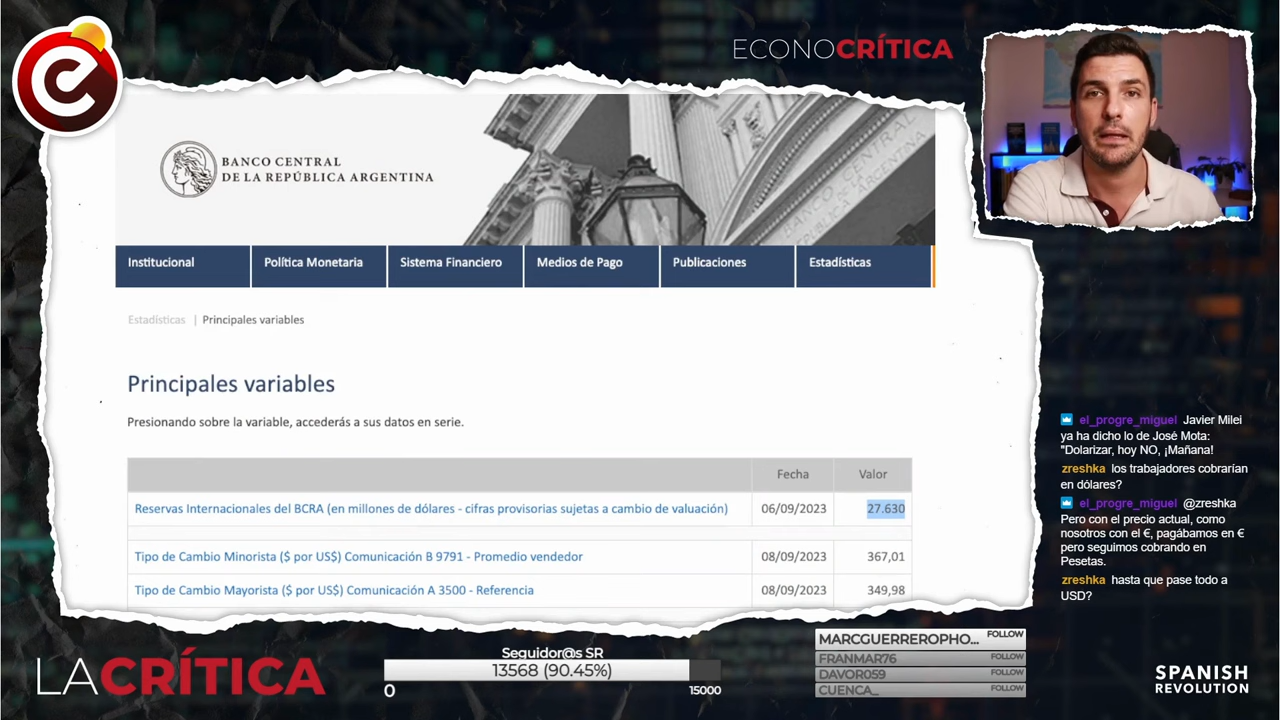 ECONOCRÍTICA
BANCO CENTRAL
DE LA REPÚBLICA ARGENTINA
Institucional
Política Monetaria
Sistema Financiero
Medios de Pago
Publicaciones
Estadísticas
Estadísticas | Principales variables
Principales variables
Presionando sobre la variable, accederás a sus datos en serie.
Fecha Valor
Reservas Internacionales del BCRA (en millones de dólares - cifras provisorias sujetas a cambio de valuación) 06/09/2023 27.630
Tipo de Cambio Minorista ($ por US$) Comunicación B 9791 - Promedio vendedor 08/09/2023 367,01
Tipo de Cambio Mayorista ($ por US$) Comunicación A 3500 - Referencia 08/09/2023 349,98
el_progre_miguel Javier Milei
ya ha dicho lo de José Mota:
"Dolarizar, hoy NO, ¡Mañana!
zreshka los trabajadores cobrarían
en dólares?
el_progre_miguel @zreshka
Pero con el precio actual, como
nosotros con el €, pagábamos en €
pero seguimos cobrando en
Pesetas.
zreshka hasta que pase todo a
USD?
LACRÍTICA
Seguidor@s SR
13568 (90.45%)
0 15000
MARCGUERREROPHO... FOLLOW
FRANMAR76 FOLLOW
DAVOR059 FOLLOW
CUENCA_ FOLLOW
SPANISH
REVOLUTION